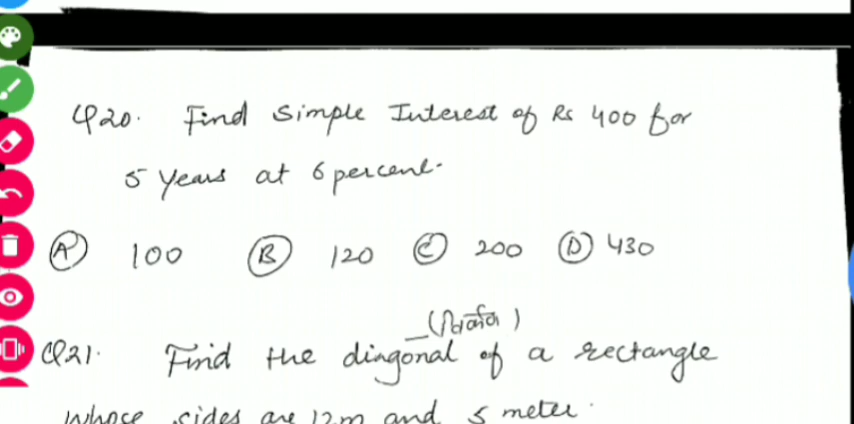 Q20. Find Simple Interest of Rs 400 for
5 years at 6 percent.
(A) 100 (B) 120 (C) 200 (D) 430
(विकर्ण)
Q21. Find the diagonal of a rectangle
whose sides are 12m and 5 meter.